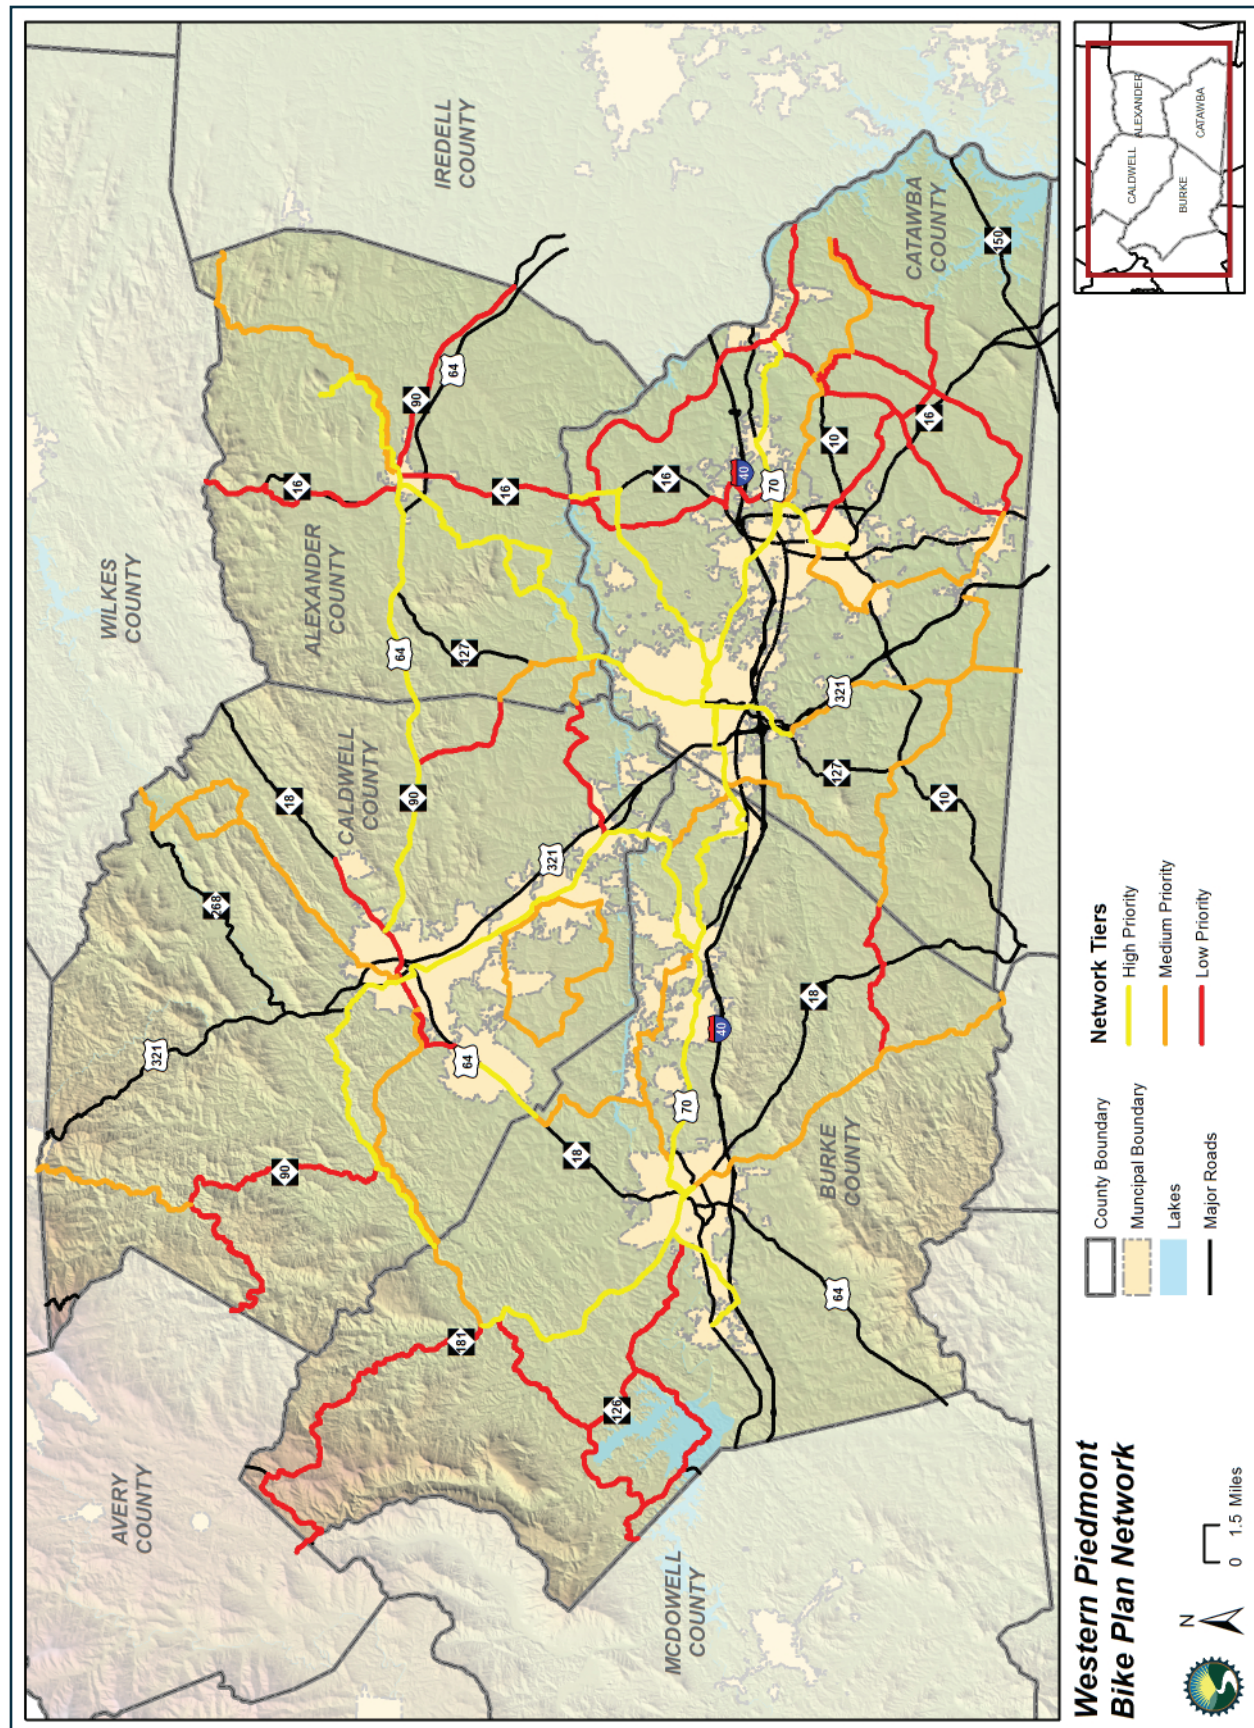 AVERY
COUNTY
WILKES
COUNTY
IREDELL
COUNTY
321
268
18
90
16
CALDWELL
COUNTY
ALEXANDER
COUNTY
90
64
127
64
90
16
64
181
18
321
126
16
70
40
40
70
10
16
CATAWBA
COUNTY
150
MCDOWELL
COUNTY
64
BURKE
COUNTY
18
127
10
321
Western Piedmont
Bike Plan Network
N
0 1.5 Miles
County Boundary
Muncipal Boundary
Lakes
Major Roads
Network Tiers
High Priority
Medium Priority
Low Priority
CALDWELL
ALEXANDER
BURKE
CATAWBA